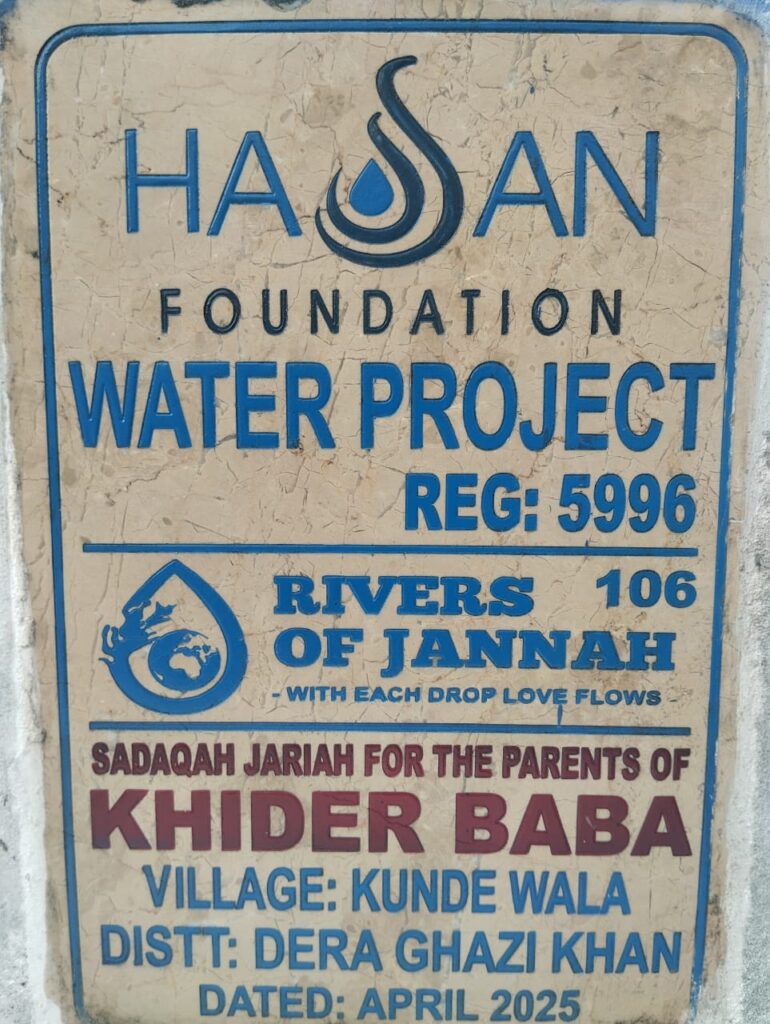 HASSAN
FOUNDATION
WATER PROJECT
REG: 5996
RIVERS 106
OF JANNAH
- WITH EACH DROP LOVE FLOWS -
SADAQAH JARIAH FOR THE PARENTS OF
KHIDER BABA
VILLAGE: KUNDE WALA
DISTT: DERA GHAZI KHAN
DATED: APRIL 2025